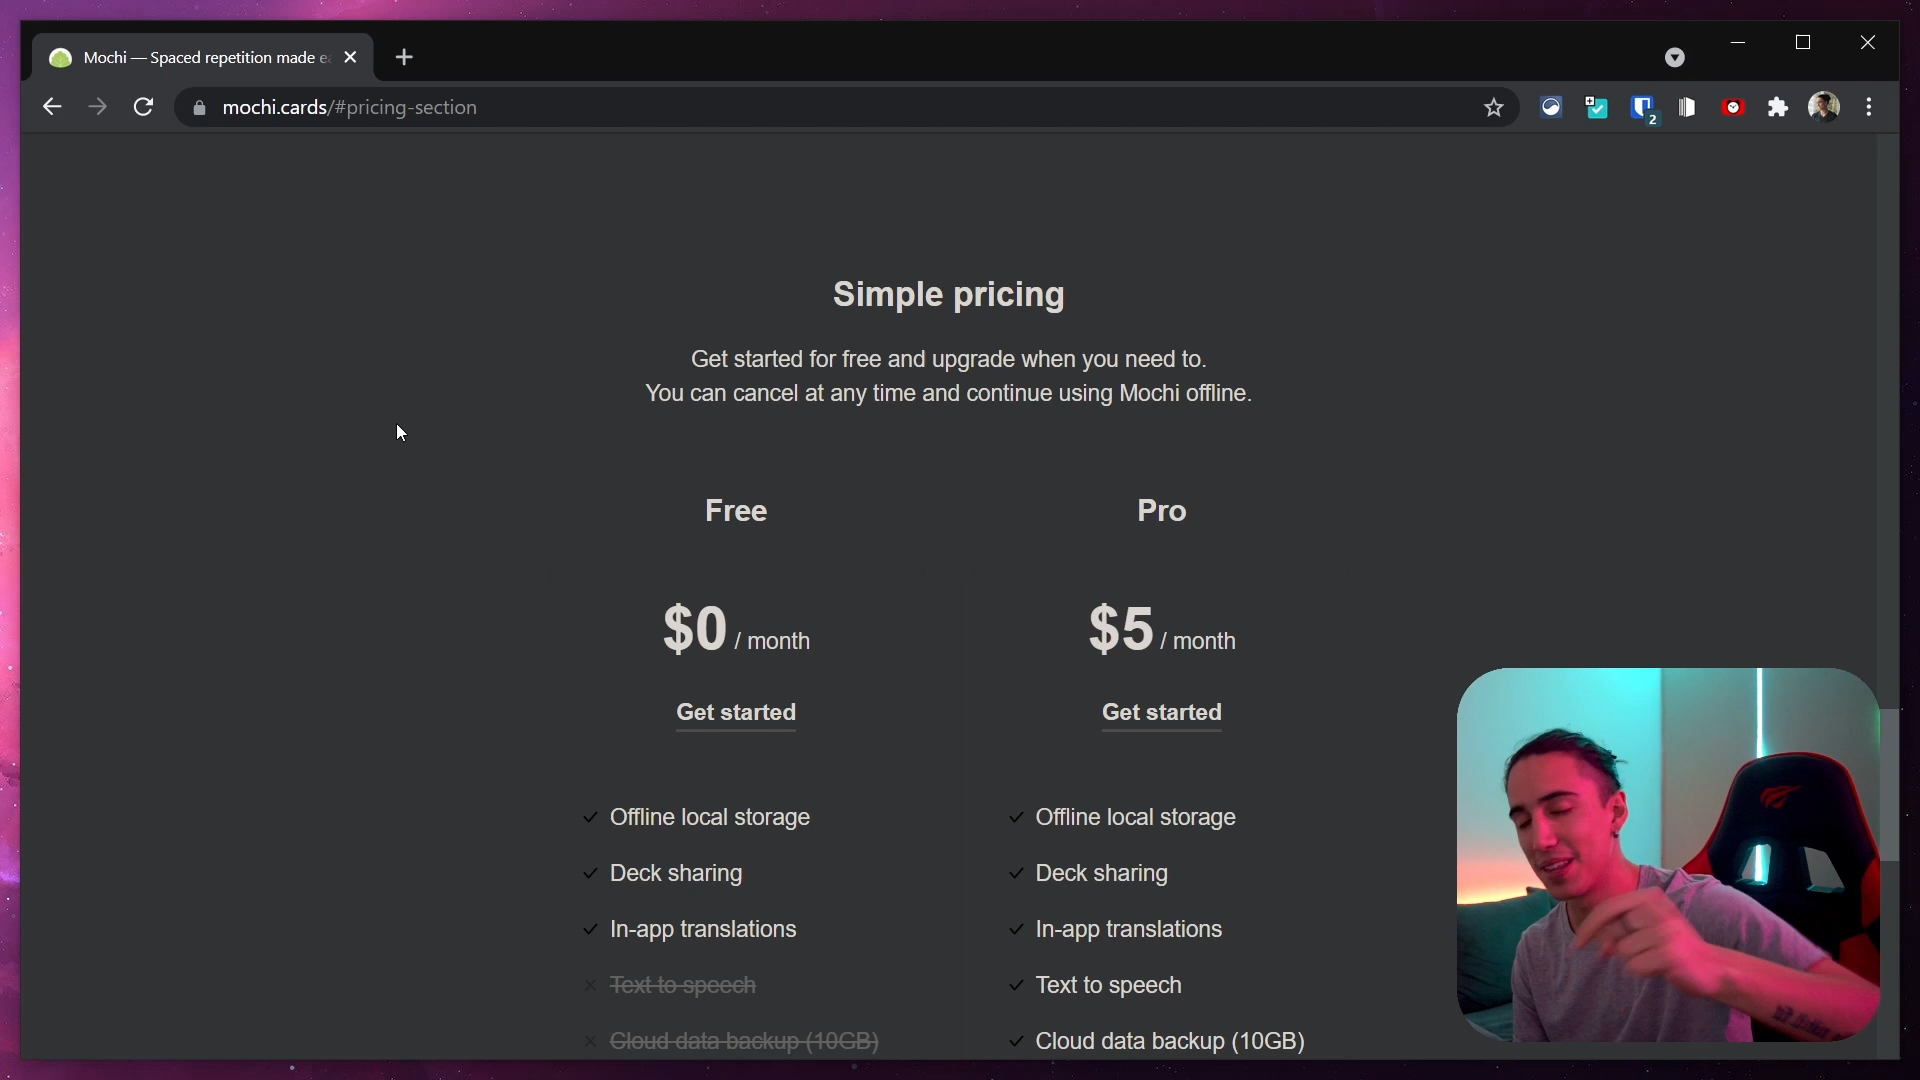 Mochi — Spaced repetition made ea
mochi.cards/#pricing-section
2
Simple pricing
Get started for free and upgrade when you need to.
You can cancel at any time and continue using Mochi offline.
Free
Pro
$0 / month
$5 / month
Get started
Get started
Offline local storage
Offline local storage
Deck sharing
Deck sharing
In-app translations
In-app translations
Text to speech
Text to speech
Cloud data backup (10GB)
Cloud data backup (10GB)